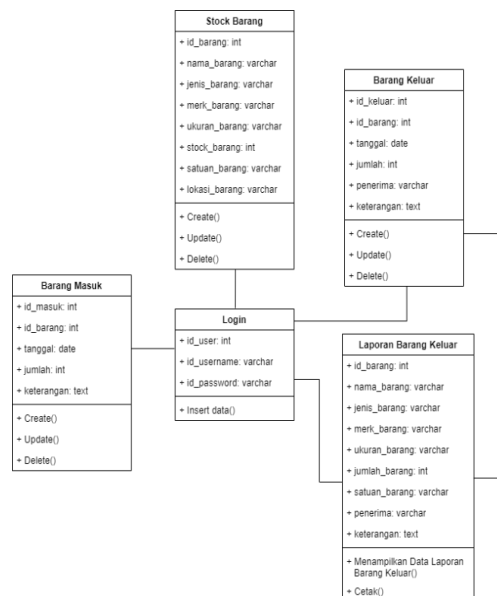 Stock Barang
+ id_barang: int
+ nama_barang: varchar
+ jenis_barang: varchar
+ merk_barang: varchar
+ ukuran_barang: varchar
+ stock_barang: int
+ satuan_barang: varchar
+ lokasi_barang: varchar
+ Create()
+ Update()
+ Delete()
Barang Keluar
+ id_keluar: int
+ id_barang: int
+ tanggal: date
+ jumlah: int
+ penerima: varchar
+ keterangan: text
+ Create()
+ Update()
+ Delete()
Barang Masuk
+ id_masuk: int
+ id_barang: int
+ tanggal: date
+ jumlah: int
+ keterangan: text
+ Create()
+ Update()
+ Delete()
Login
+ id_user: int
+ id_username: varchar
+ id_password: varchar
+ Insert data()
Laporan Barang Keluar
+ id_barang: int
+ nama_barang: varchar
+ jenis_barang: varchar
+ merk_barang: varchar
+ ukuran_barang: varchar
+ jumlah_barang: int
+ satuan_barang: varchar
+ penerima: varchar
+ keterangan: text
+ Menampilkan Data Laporan
Barang Keluar()
+ Cetak()